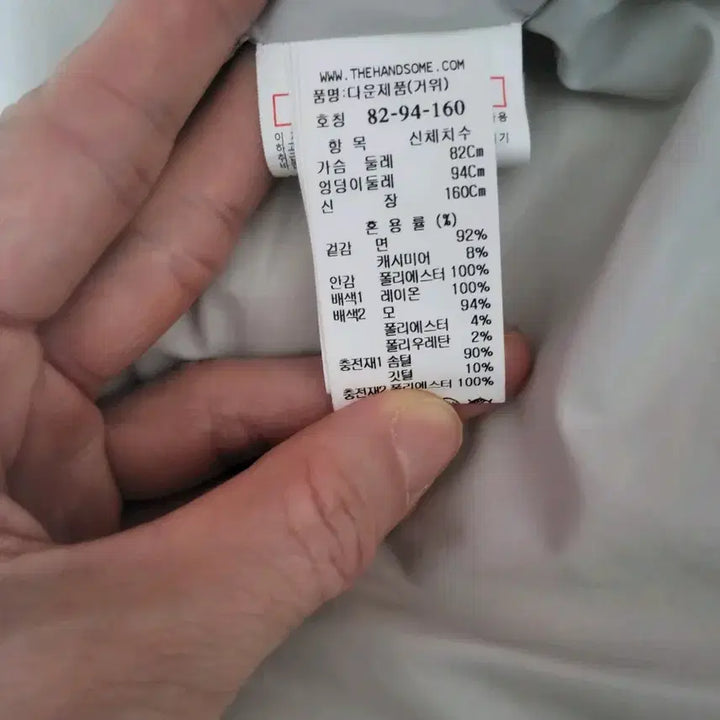 WWW.THEHANDSOME.COM
품명:다운제품(거위)
호칭 82-94-160
항 목 신체치수
가슴 둘레 82Cm
엉덩이둘레 94Cm
신 장 160Cm
혼 용 률 (%)
겉감 면 92%
캐시미어 8%
안감 폴리에스터 100%
배색1 레이온 100%
배색2 모 94%
폴리에스터 4%
폴리우레탄 2%
충전재1 솜털 90%
깃털 10%
충전재2 폴리에스터 100%